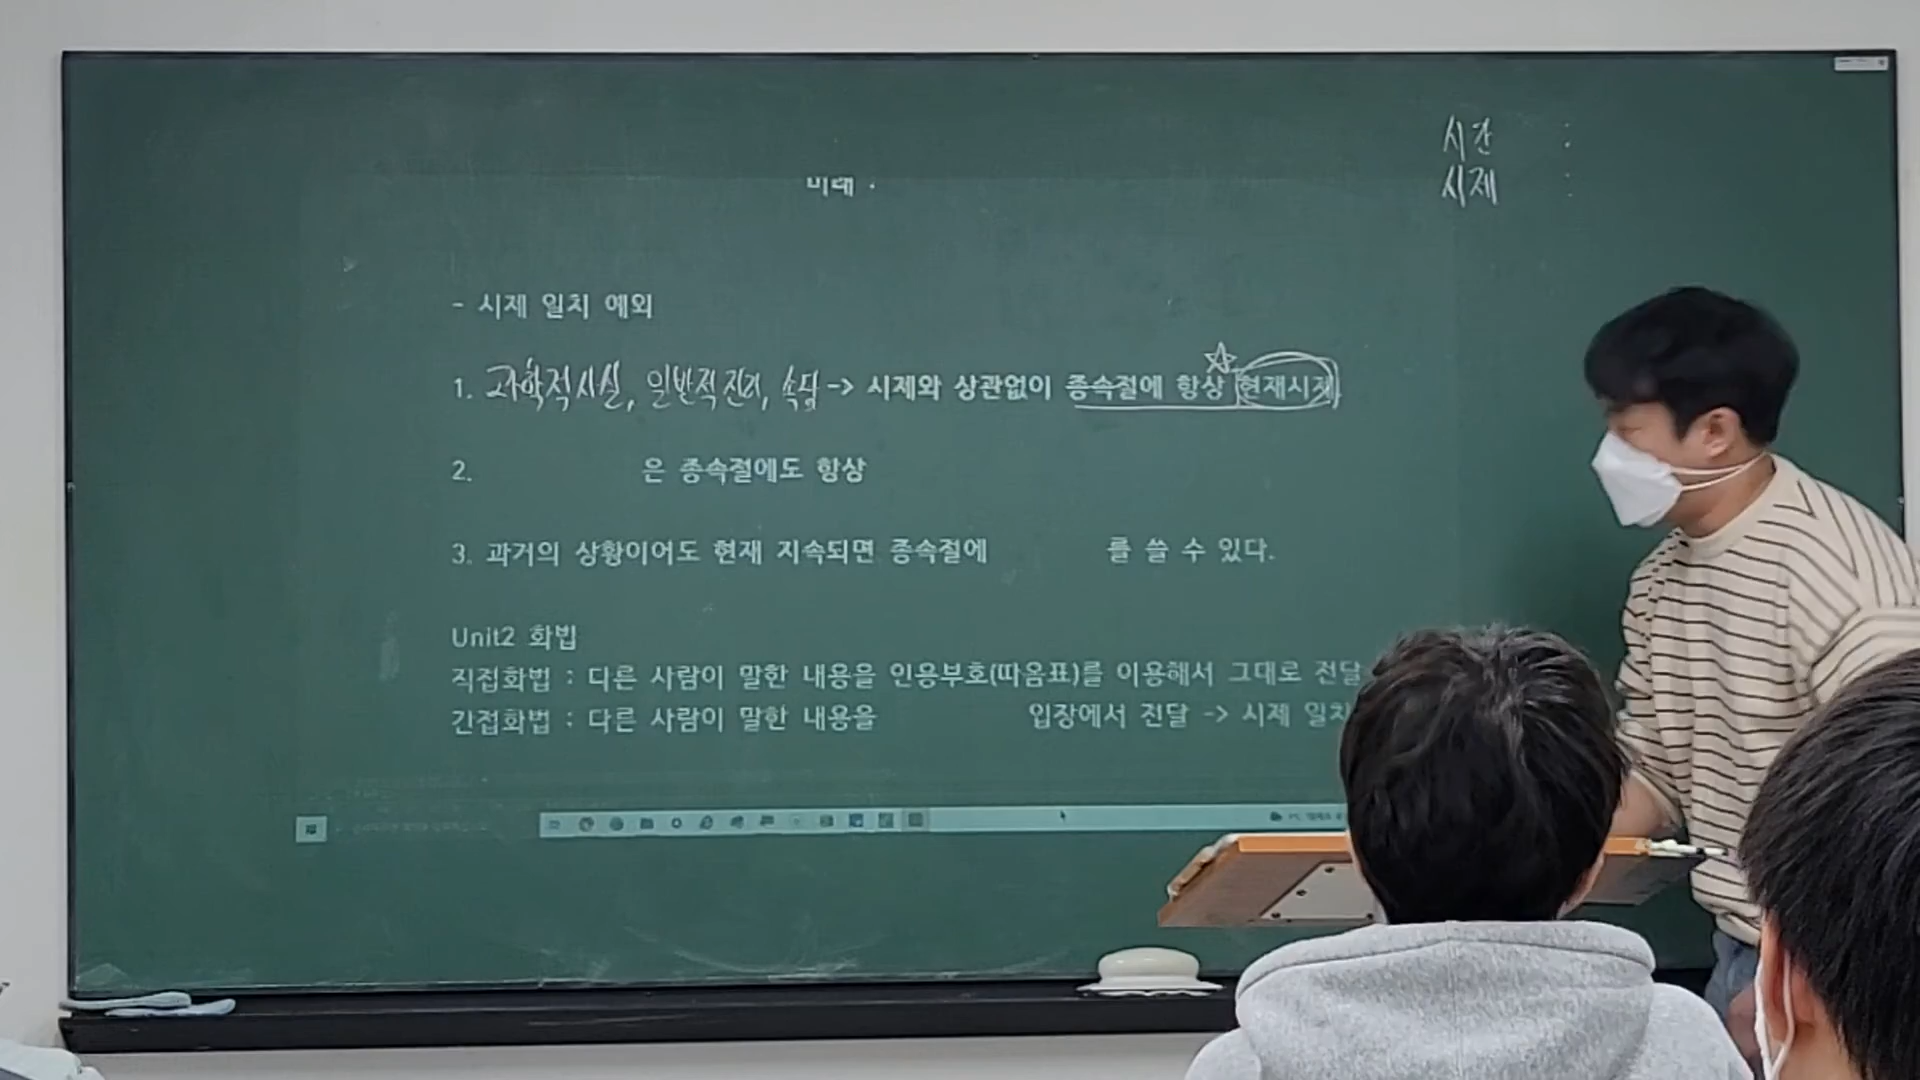 시간 :
시제 :
미래 :
- 시제 일치 예외
1. 과학적사실, 일반적 진리, 속담 -> 시제와 상관없이 종속절에 항상 현재시제
2. 은 종속절에도 항상
3. 과거의 상황이어도 현재 지속되면 종속절에 를 쓸 수 있다.
Unit2 화법
직접화법 : 다른 사람이 말한 내용을 인용부호(따옴표)를 이용해서 그대로 전달
간접화법 : 다른 사람이 말한 내용을 입장에서 전달 -> 시제 일치